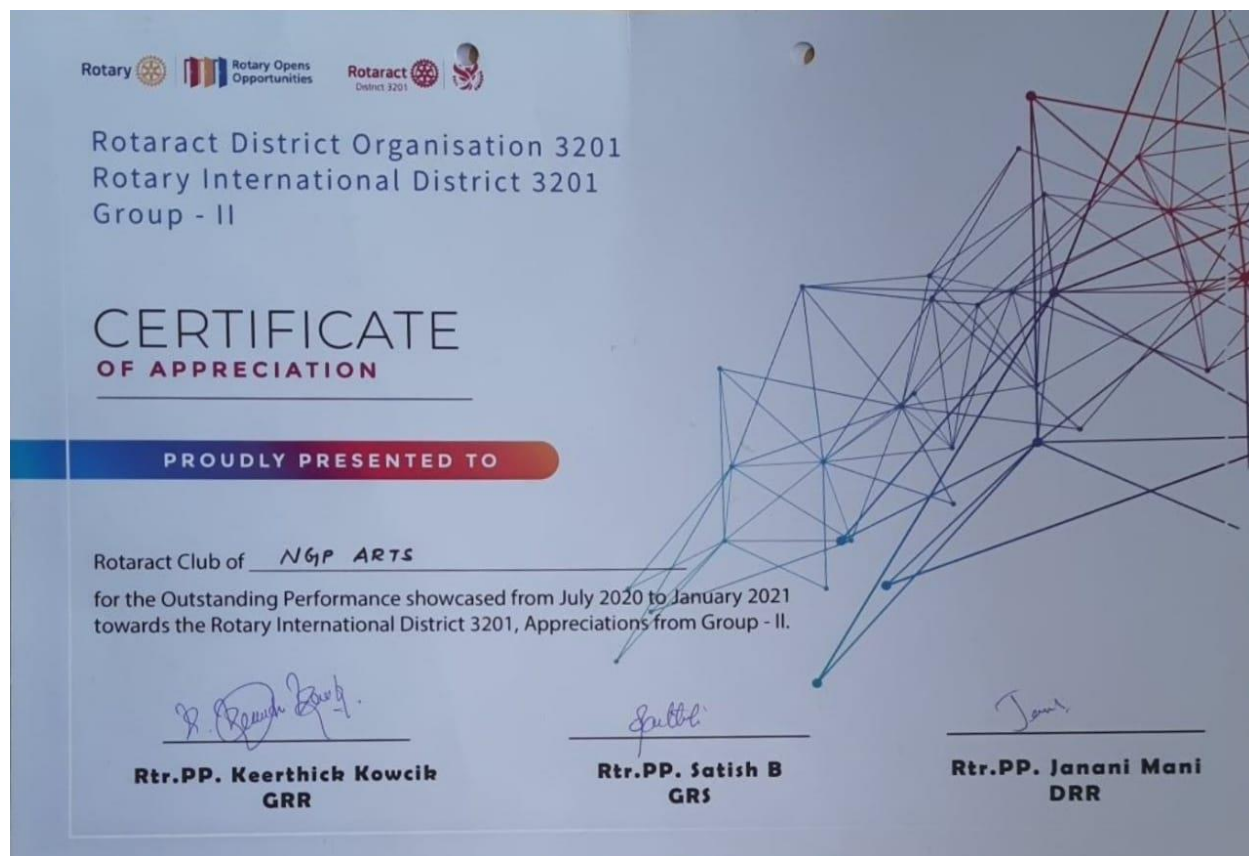 Rotary
Rotary Opens
Opportunities
Rotaract
District 3201
Rotaract District Organisation 3201
Rotary International District 3201
Group - II
CERTIFICATE
OF APPRECIATION
PROUDLY PRESENTED TO
Rotaract Club of NGP ARTS
for the Outstanding Performance showcased from July 2020 to January 2021
towards the Rotary International District 3201, Appreciations from Group - II.
Rtr.PP. Keerthick Kowcik
GRR
Rtr.PP. Satish B
GRS
Rtr.PP. Janani Mani
DRR